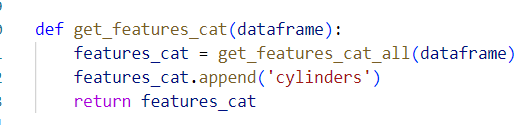 def get_features_cat(dataframe):
    features_cat = get_features_cat_all(dataframe)
    features_cat.append('cylinders')
    return features_cat